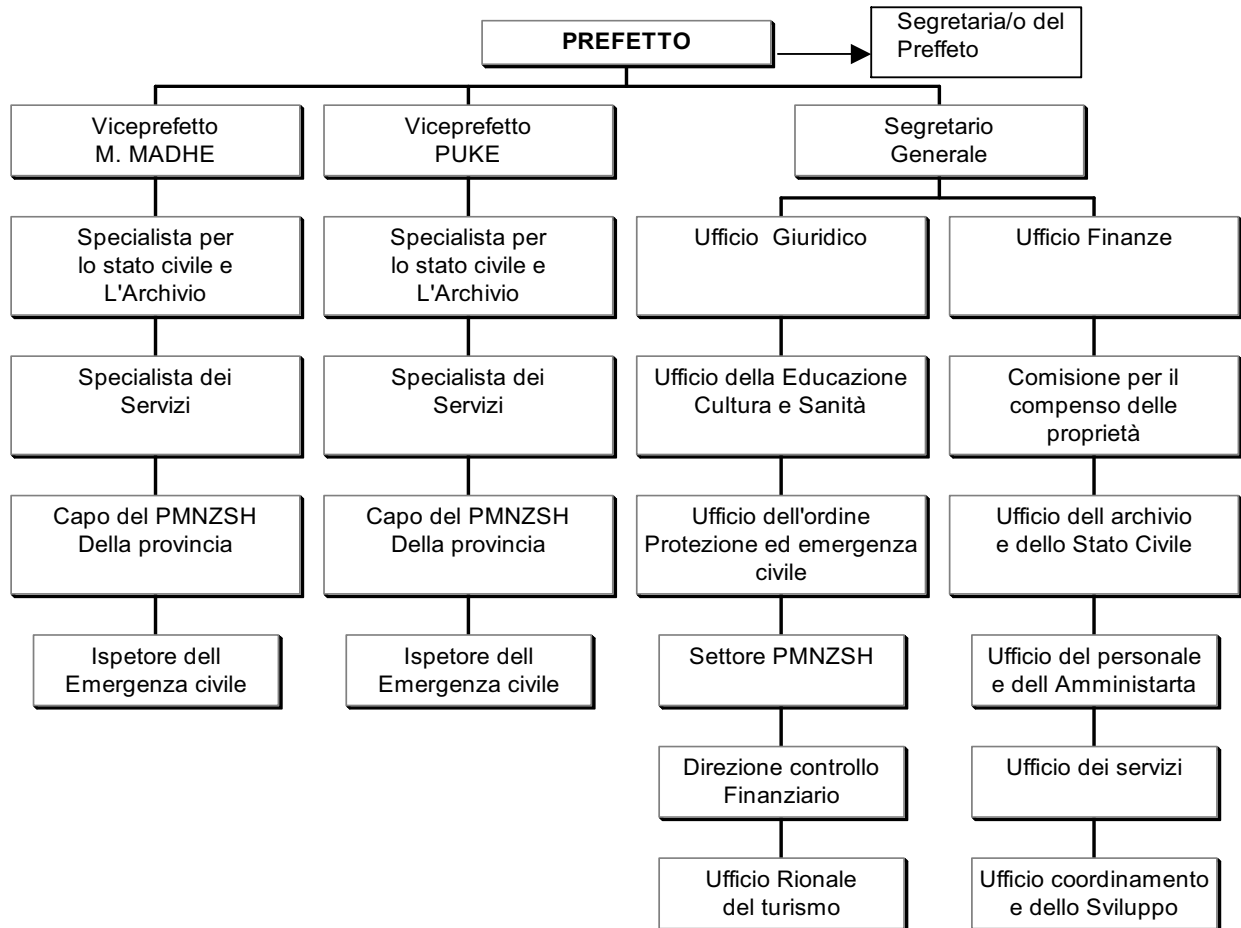 PREFETTO
Segretaria/o del
Preffeto
Viceprefetto
M. MADHE
Viceprefetto
PUKE
Segretario
Generale
Specialista per
lo stato civile e
L'Archivio
Specialista per
lo stato civile e
L'Archivio
Ufficio Giuridico
Ufficio Finanze
Specialista dei
Servizi
Specialista dei
Servizi
Ufficio della Educazione
Cultura e Sanità
Comisione per il
compenso delle
proprietà
Capo del PMNZSH
Della provincia
Capo del PMNZSH
Della provincia
Ufficio dell'ordine
Protezione ed emergenza
civile
Ufficio dell archivio
e dello Stato Civile
Ispetore dell
Emergenza civile
Ispetore dell
Emergenza civile
Settore PMNZSH
Ufficio del personale
e dell Amministarta
Direzione controllo
Finanziario
Ufficio dei servizi
Ufficio Rionale
del turismo
Ufficio coordinamento
e dello Sviluppo